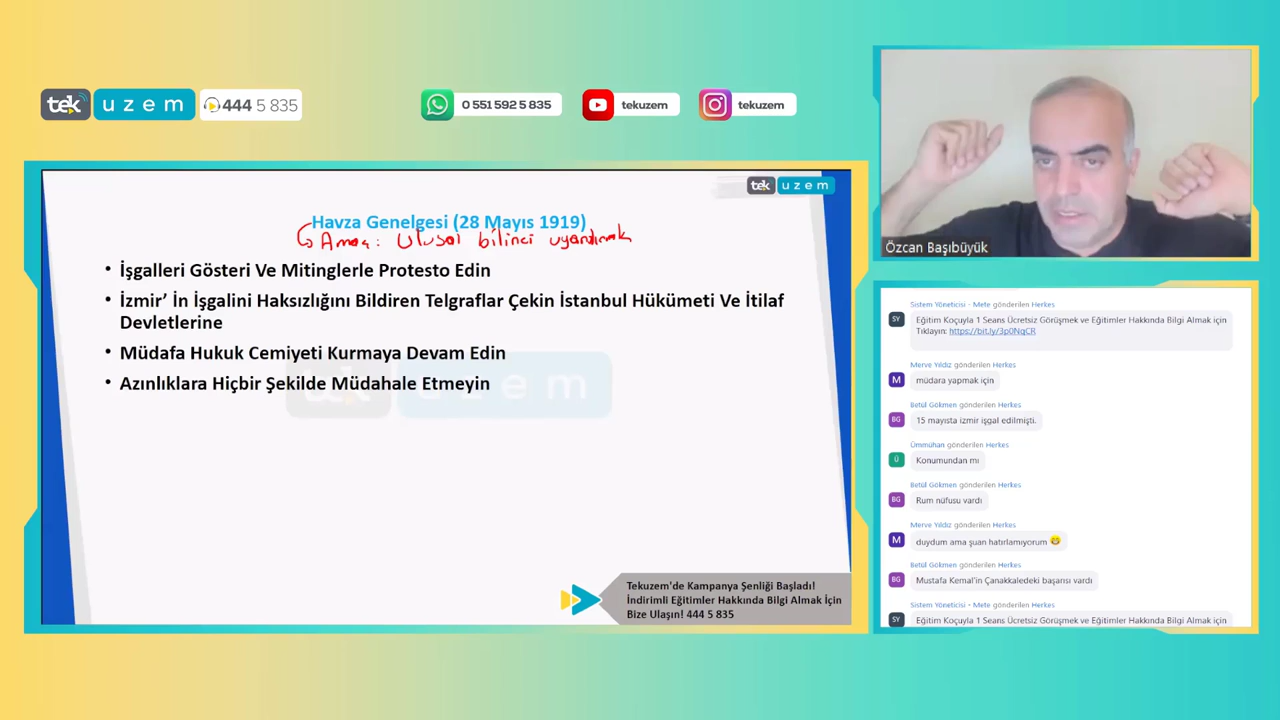 tek uzem 444 5 835
0 551 592 5 835
tekuzem
tekuzem
tek uzem
Havza Genelgesi (28 Mayıs 1919)
Amaç: Ulusal bilinci uyandırmak
• İşgalleri Gösteri Ve Mitinglerle Protesto Edin
• İzmir’ İn İşgalini Haksızlığını Bildiren Telgraflar Çekin İstanbul Hükümeti Ve İtilaf
Devletlerine
• Müdafa Hukuk Cemiyeti Kurmaya Devam Edin
• Azınlıklara Hiçbir Şekilde Müdahale Etmeyin
tek uzem
Tekuzem'de Kampanya Şenliği Başladı!
İndirimli Eğitimler Hakkında Bilgi Almak İçin
Bize Ulaşın! 444 5 835
Özcan Başıbüyük
Sistem Yöneticisi - Mete gönderilen Herkes
SY
Eğitim Koçuyla 1 Seans Ücretsiz Görüşmek ve Eğitimler Hakkında Bilgi Almak için
Tıklayın: https://bit.ly/3p0NqCR
Merve Yıldız gönderilen Herkes
M
müdara yapmak için
Betül Gökmen gönderilen Herkes
BG
15 mayısta izmir işgal edilmişti.
Ümmühan gönderilen Herkes
Ü
Konumundan mı
Betül Gökmen gönderilen Herkes
BG
Rum nüfusu vardı
Merve Yıldız gönderilen Herkes
M
duydum ama şuan hatırlamıyorum 😄
Betül Gökmen gönderilen Herkes
BG
Mustafa Kemal'in Çanakkaledeki başarısı vardı
Sistem Yöneticisi - Mete gönderilen Herkes
SY
Eğitim Koçuyla 1 Seans Ücretsiz Görüşmek ve Eğitimler Hakkında Bilgi Almak için